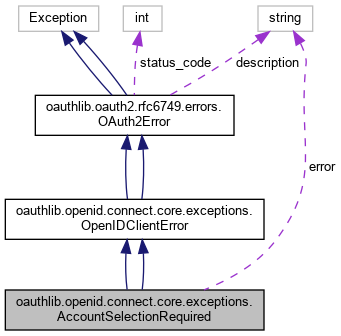 Exception
int
string
status_code
description
oauthlib.oauth2.rfc6749.errors.
OAuth2Error
error
oauthlib.openid.connect.core.exceptions.
OpenIDClientError
oauthlib.openid.connect.core.exceptions.
AccountSelectionRequired